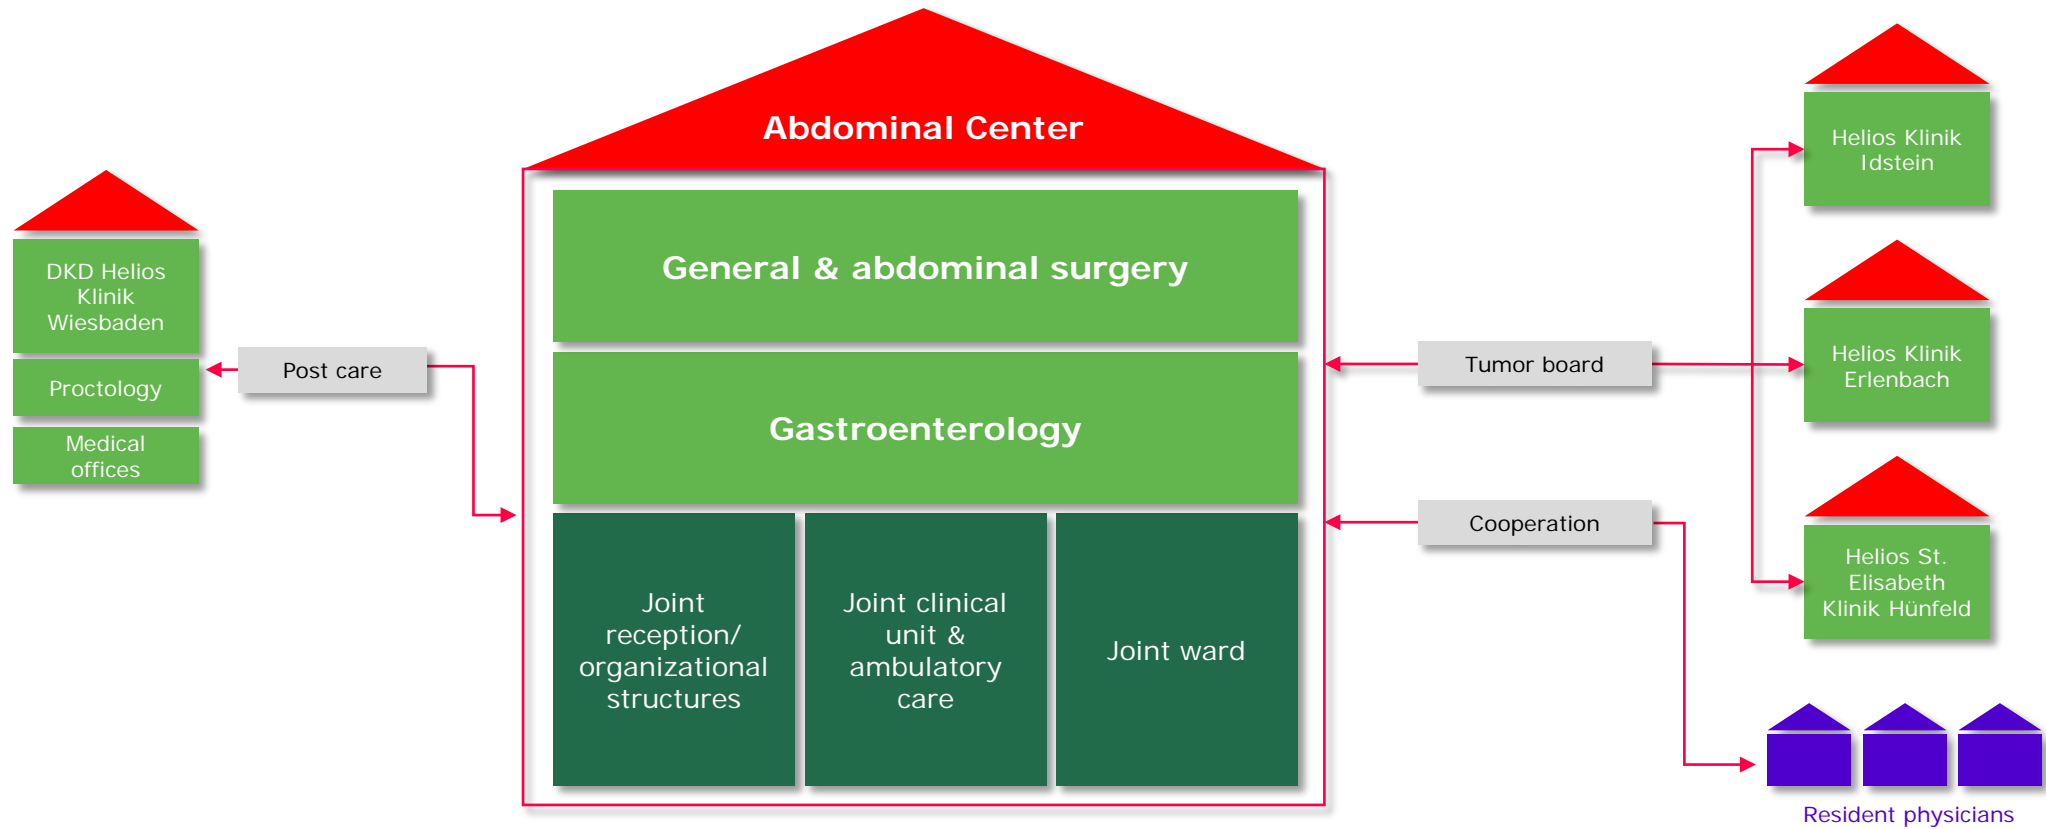 Abdominal Center
General & abdominal surgery
Gastroenterology
Joint
reception/
organizational
structures
Joint clinical
unit &
ambulatory
care
Joint ward
DKD Helios
Klinik
Wiesbaden
Proctology
Medical
offices
Post care
Tumor board
Cooperation
Helios Klinik
Idstein
Helios Klinik
Erlenbach
Helios St.
Elisabeth
Klinik Hünfeld
Resident physicians